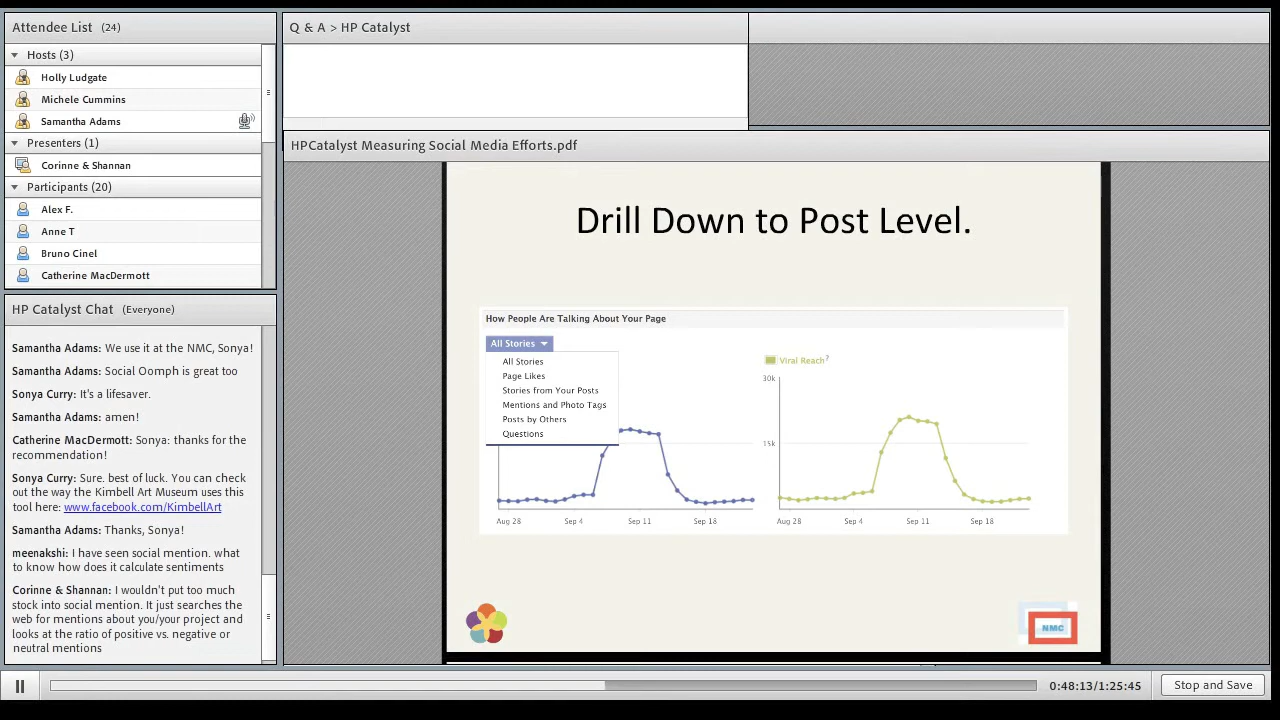 Attendee List (24)
Hosts (3)
Holly Ludgate
Michele Cummins
Samantha Adams
Presenters (1)
Corinne & Shannan
Participants (20)
Alex F.
Anne T
Bruno Cinel
Catherine MacDermott
HP Catalyst Chat (Everyone)
Samantha Adams: We use it at the NMC, Sonya!
Samantha Adams: Social Oomph is great too
Sonya Curry: It's a lifesaver.
Samantha Adams: amen!
Catherine MacDermott: Sonya: thanks for the
recommendation!
Sonya Curry: Sure. best of luck. You can check
out the way the Kimbell Art Museum uses this
tool here: www.facebook.com/KimbellArt
Samantha Adams: Thanks, Sonya!
meenakshi: I have seen social mention. what
to know how does it calculate sentiments
Corinne & Shannan: I wouldn't put too much
stock into social mention. It just searches the
web for mentions about you/your project and
looks at the ratio of positive vs. negative or
neutral mentions
Q & A > HP Catalyst
HPCatalyst Measuring Social Media Efforts.pdf
Drill Down to Post Level.
How People Are Talking About Your Page
All Stories
All Stories
Page Likes
Stories from Your Posts
Mentions and Photo Tags
Posts by Others
Questions
Aug 28 Sep 4 Sep 11 Sep 18
Viral Reach?
30k
15k
Aug 28 Sep 4 Sep 11 Sep 18
NMC
0:48:13/1:25:45
Stop and Save